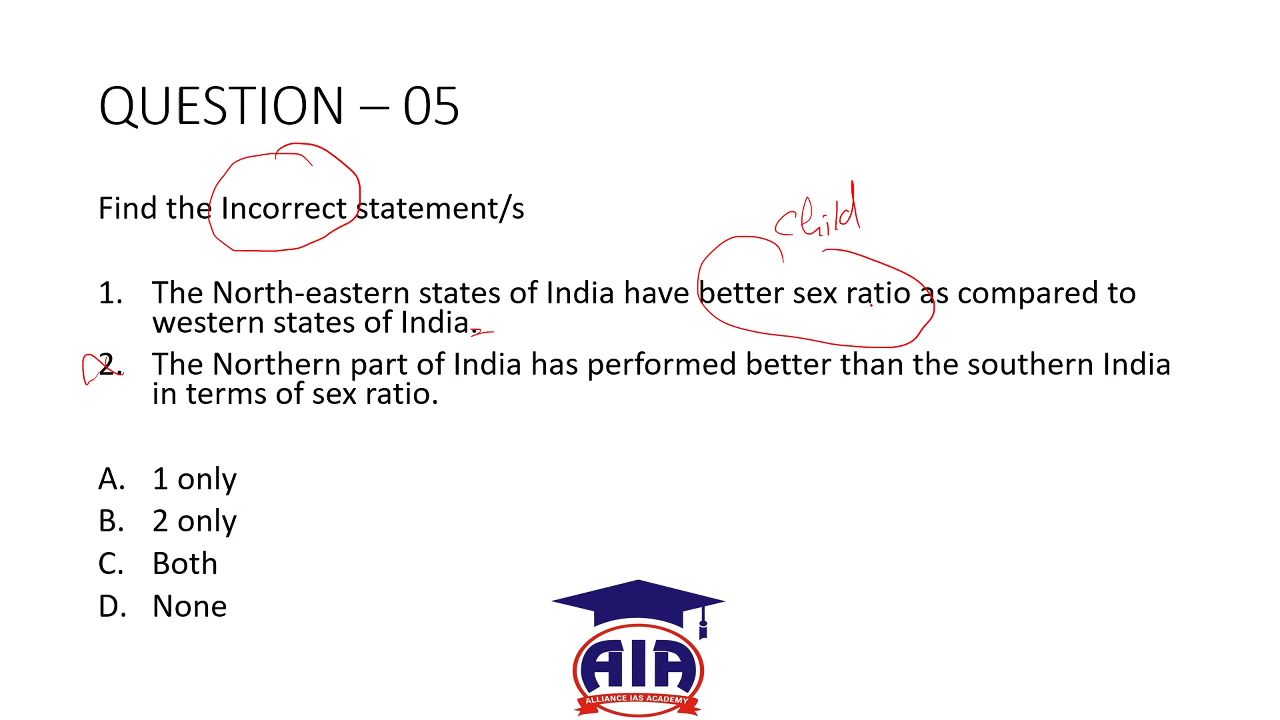 QUESTION – 05
Find the Incorrect statement/s
child
1. The North-eastern states of India have better sex ratio as compared to
western states of India.
2. The Northern part of India has performed better than the southern India
in terms of sex ratio.
A. 1 only
B. 2 only
C. Both
D. None
AIA
ALLIANCE IAS ACADEMY